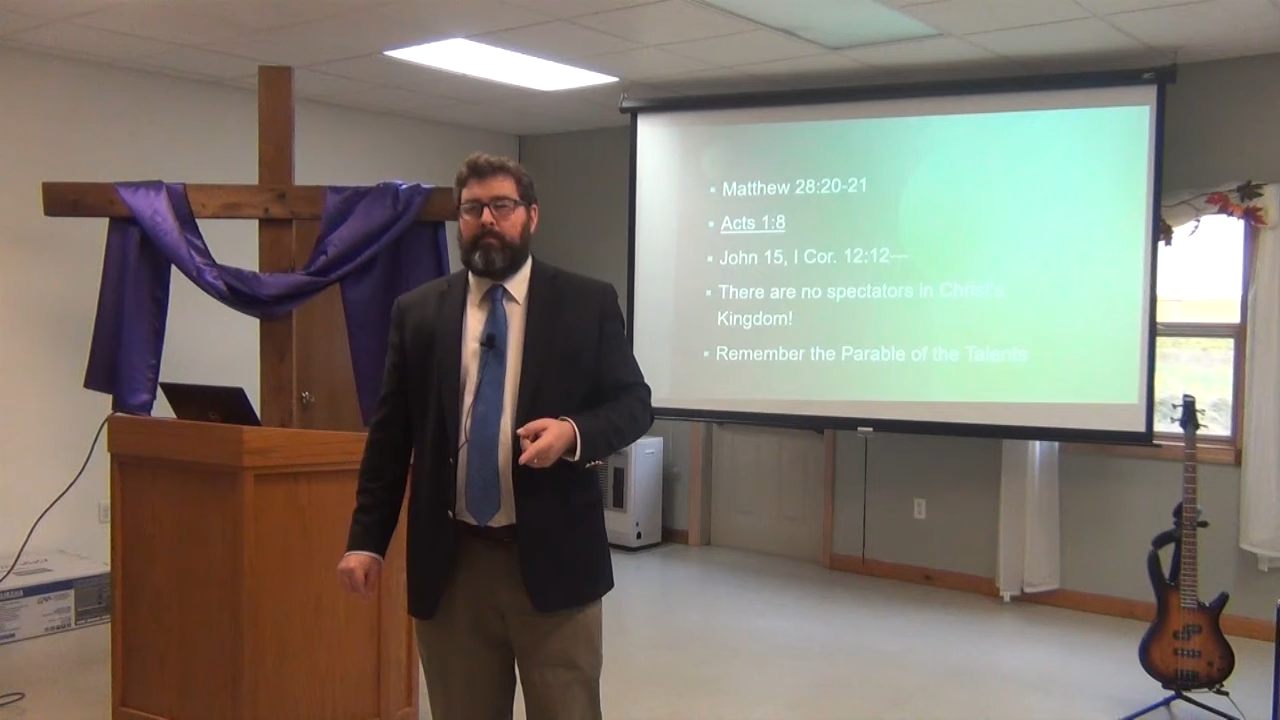 ▪ Matthew 28:20-21
▪ Acts 1:8
▪ John 15, I Cor. 12:12—
▪ There are no spectators in Christ's
Kingdom!
▪ Remember the Parable of the Talents